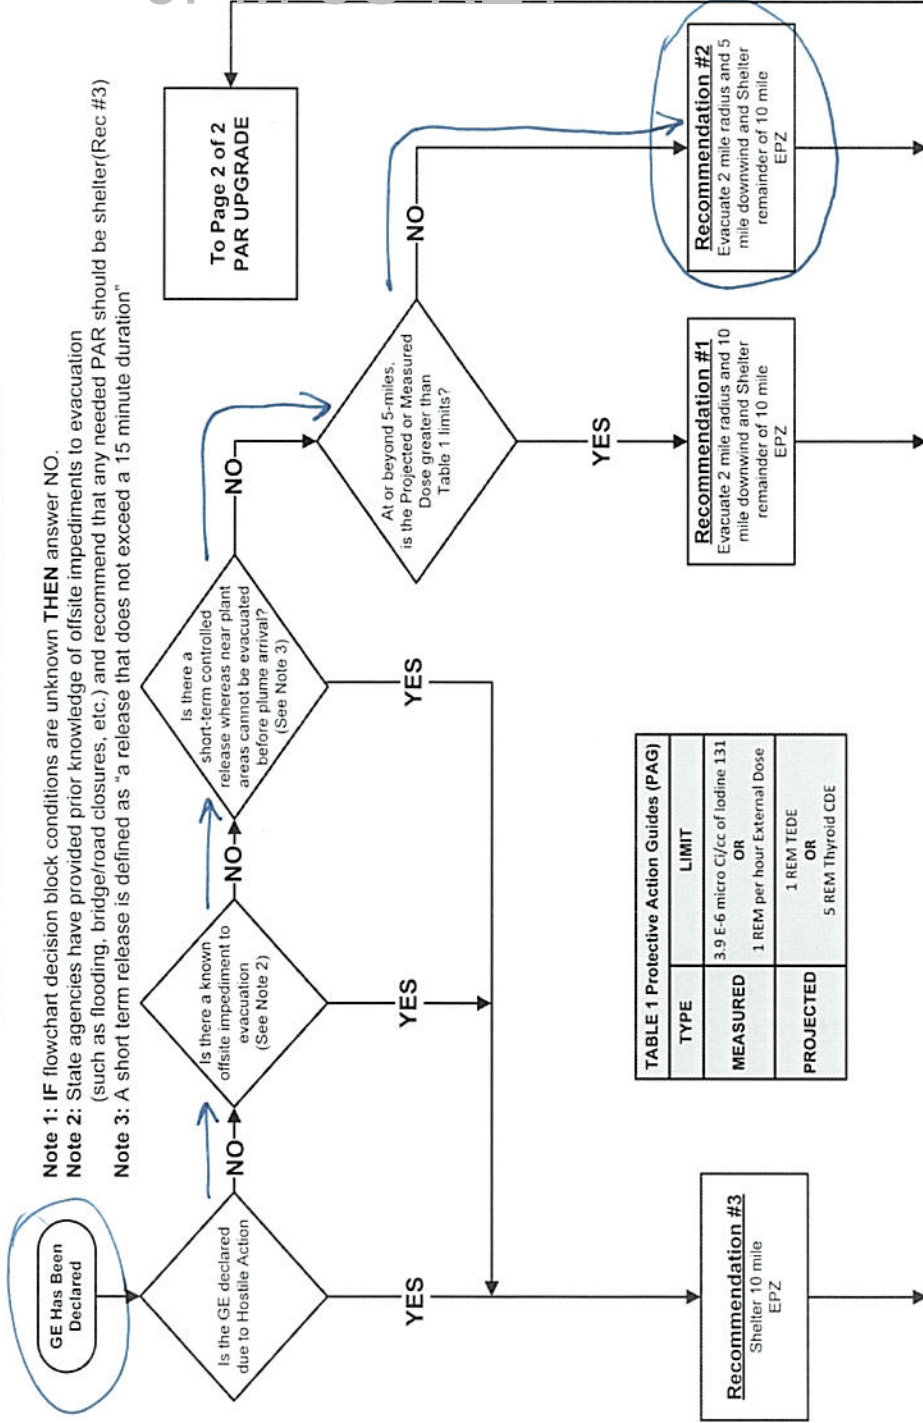 Note 1: IF flowchart decision block conditions are unknown THEN answer NO.
Note 2: State agencies have provided prior knowledge of offsite impediments to evacuation
(such as flooding, bridge/road closures, etc.) and recommend that any needed PAR should be shelter(Rec #3)
Note 3: A short term release is defined as "a release that does not exceed a 15 minute duration"
GE Has Been
Declared
Is the GE declared
due to Hostile Action
NO
YES
Is there a known
offsite impediment to
evacuation
(See Note 2)
NO
YES
Is there a
short-term controlled
release whereas near plant
areas cannot be evacuated
before plume arrival?
(See Note 3)
NO
YES
At or beyond 5-miles,
is the Projected or Measured
Dose greater than
Table 1 limits?
NO
YES
To Page 2 of 2
PAR UPGRADE
Recommendation #3
Shelter 10 mile
EPZ
TABLE 1 Protective Action Guides (PAG)
TYPE
LIMIT
MEASURED
3.9 E-6 micro Ci/cc of Iodine 131
OR
1 REM per hour External Dose
PROJECTED
1 REM TEDE
OR
5 REM Thyroid CDE
Recommendation #1
Evacuate 2 mile radius and 10
mile downwind and Shelter
remainder of 10 mile
EPZ
Recommendation #2
Evacuate 2 mile radius and 5
mile downwind and Shelter
remainder of 10 mile
EPZ